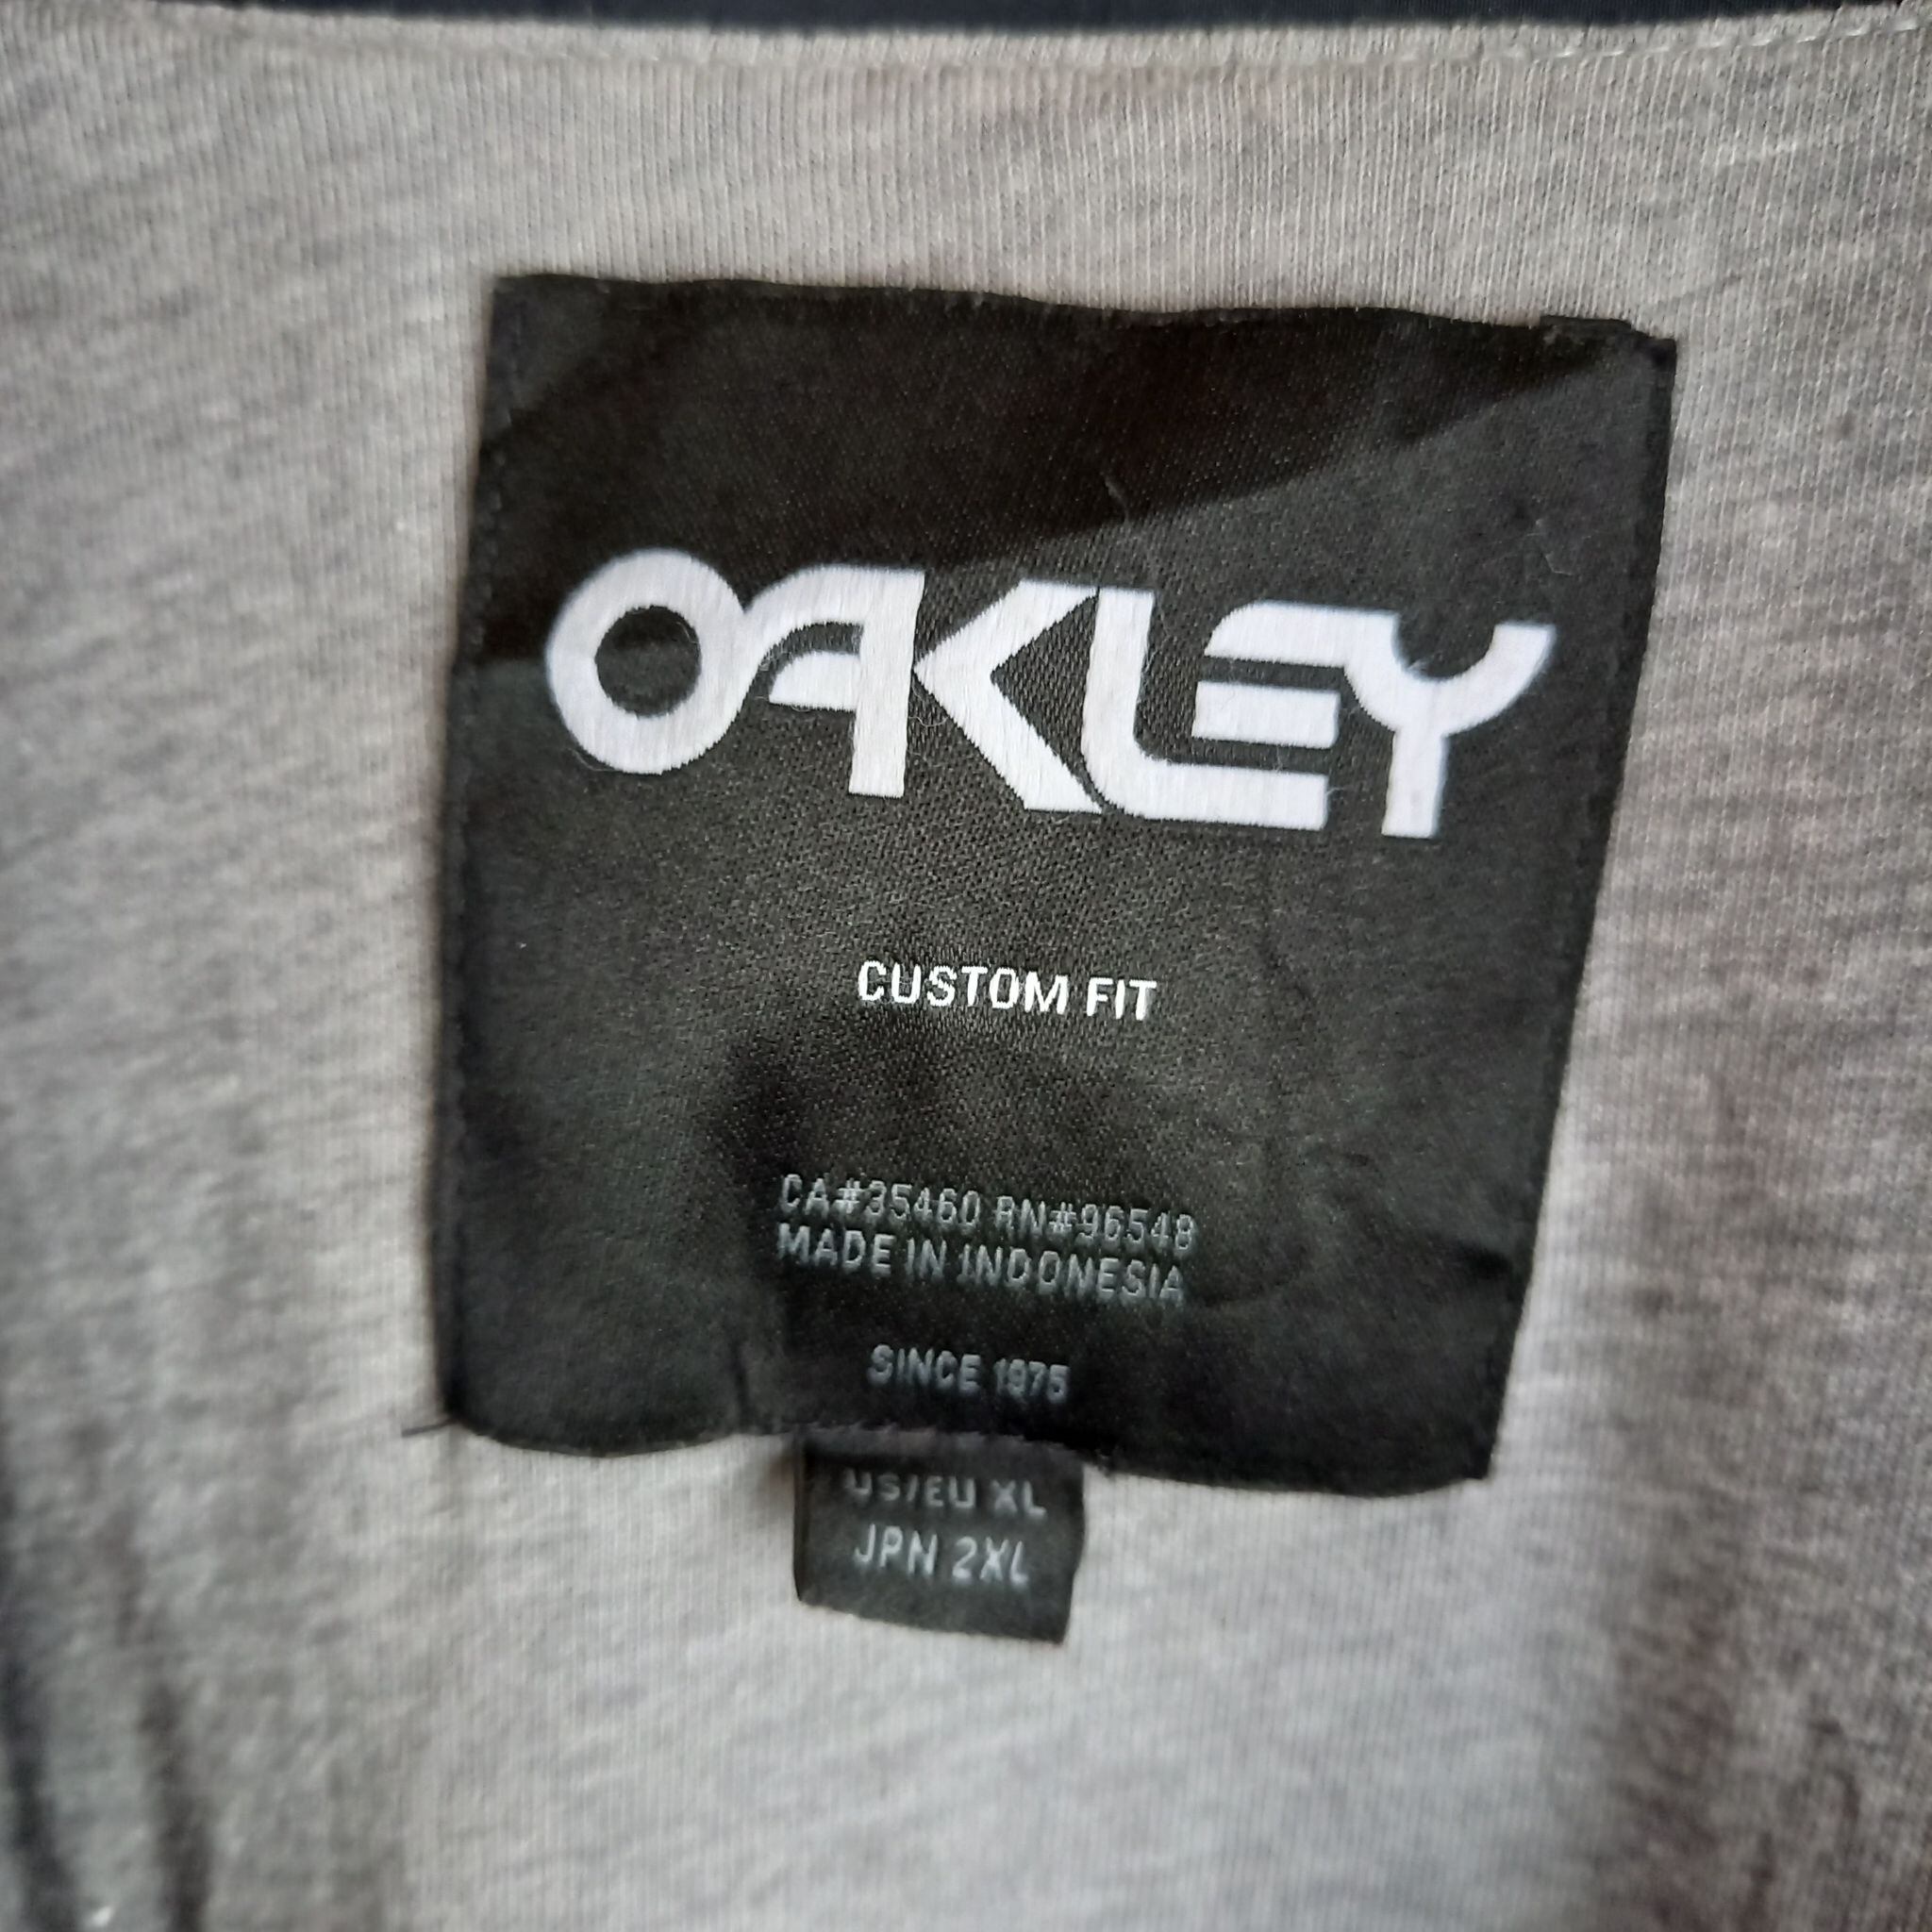 OAKLEY
CUSTOM FIT
CA#35460 RN#96548
MADE IN INDONESIA
SINCE 1975
US/EU XL
JPN 2XL